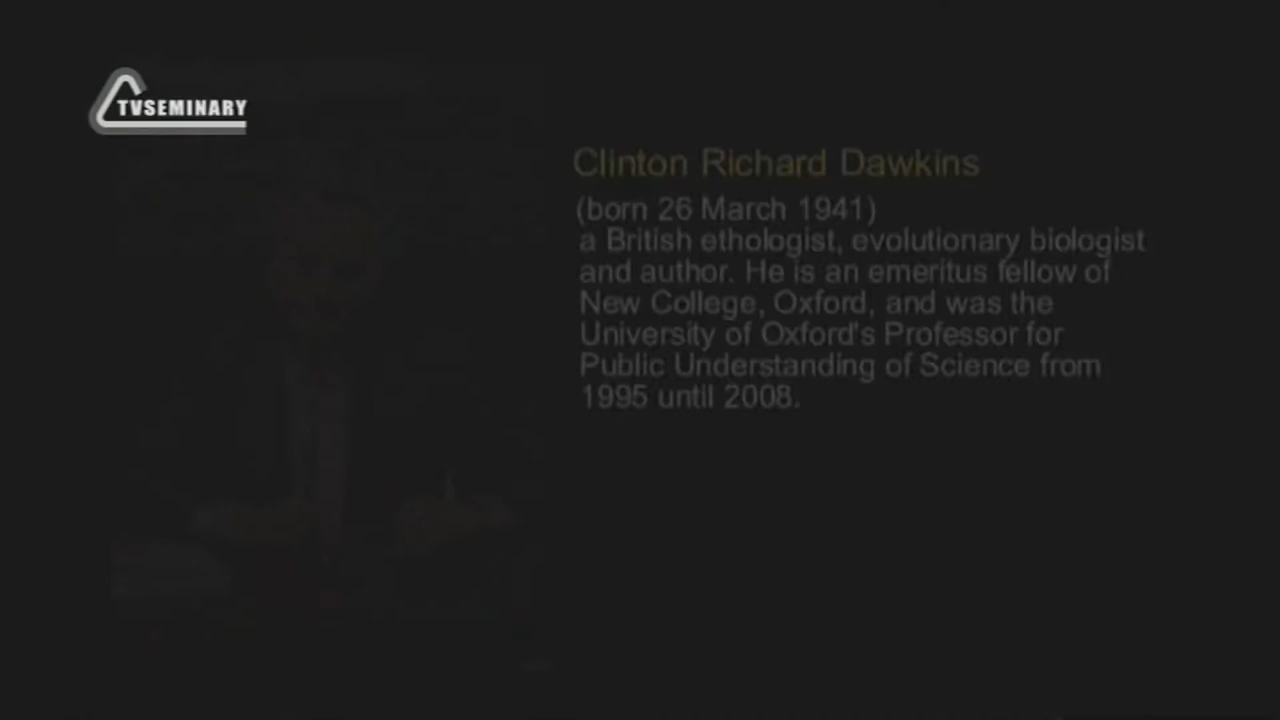 TVSEMINARY
Clinton Richard Dawkins
(born 26 March 1941)
a British ethologist, evolutionary biologist
and author. He is an emeritus fellow of
New College, Oxford, and was the
University of Oxford's Professor for
Public Understanding of Science from
1995 until 2008.